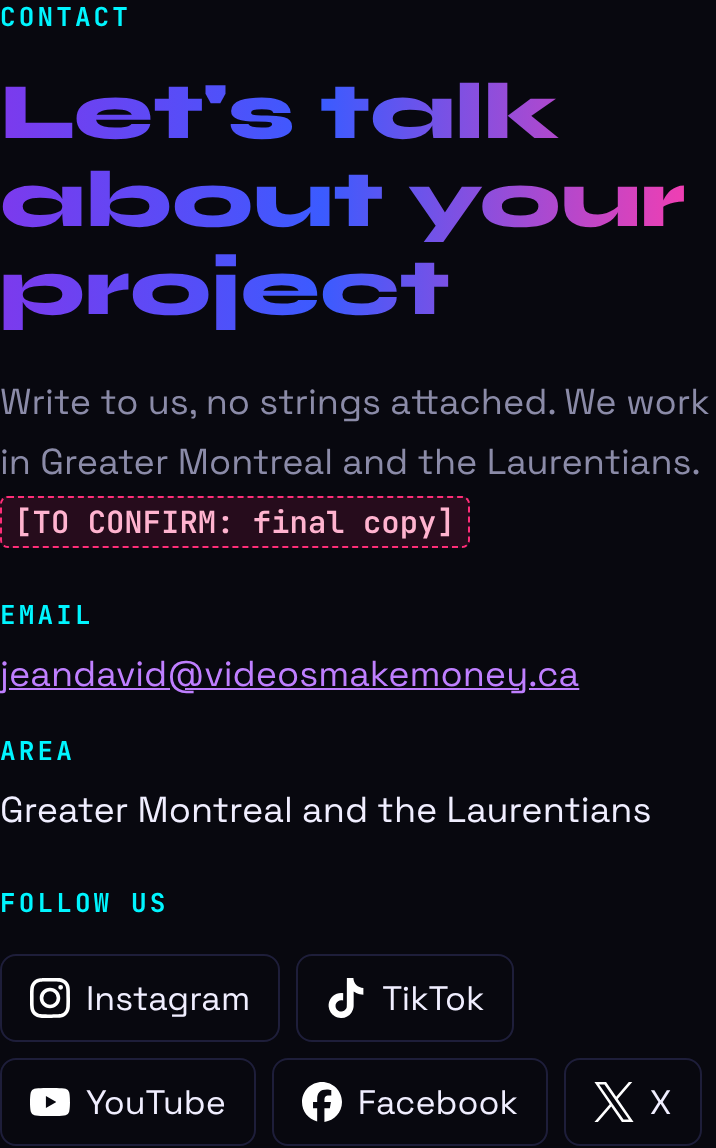 CONTACT
Let's talk
about your
project
Write to us, no strings attached. We work
in Greater Montreal and the Laurentians.
[TO CONFIRM: final copy]
EMAIL
jeandavid@videosmakemoney.ca
AREA
Greater Montreal and the Laurentians
FOLLOW US
Instagram TikTok
YouTube Facebook X